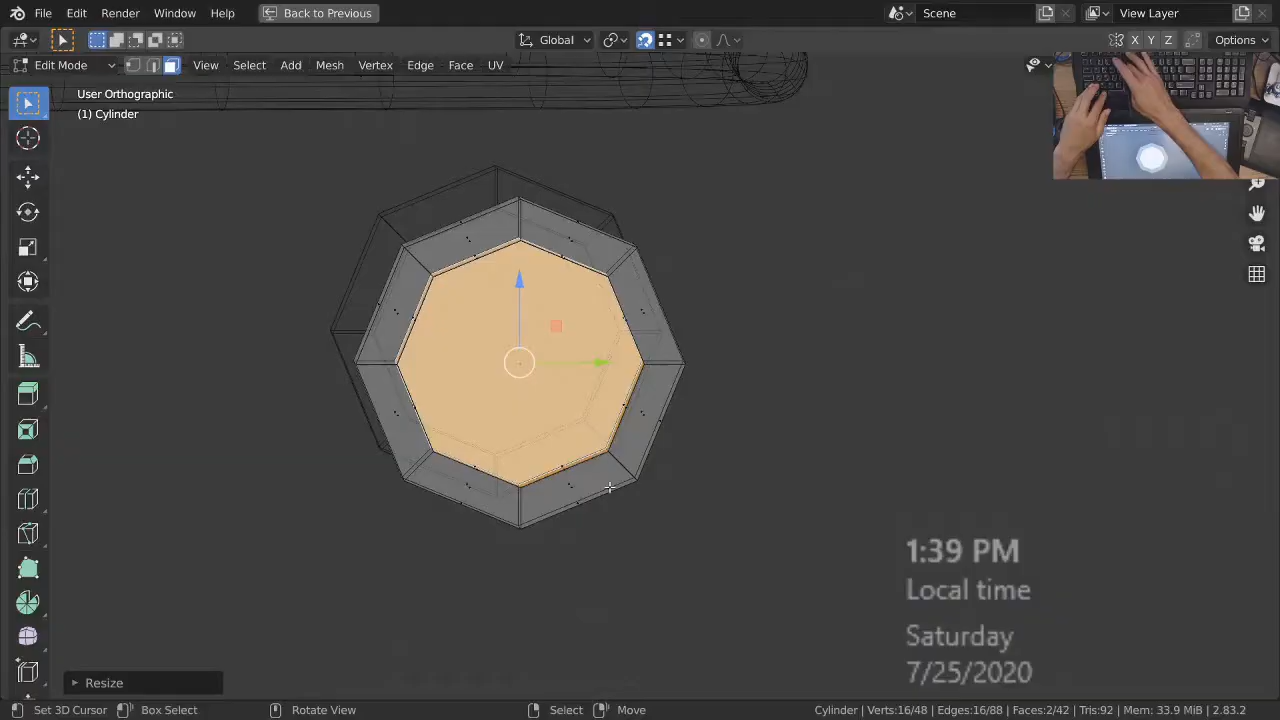 File Edit Render Window Help Back to Previous Scene View Layer
Global X Y Z Options
Edit Mode View Select Add Mesh Vertex Edge Face UV
User Orthographic
(1) Cylinder
1:39 PM
Local time
Saturday
7/25/2020
Resize
Set 3D Cursor Box Select Rotate View Select Move Cylinder | Verts:16/48 | Edges:16/88 | Faces:2/42 | Tris:92 | Mem: 33.9 MiB | 2.83.2